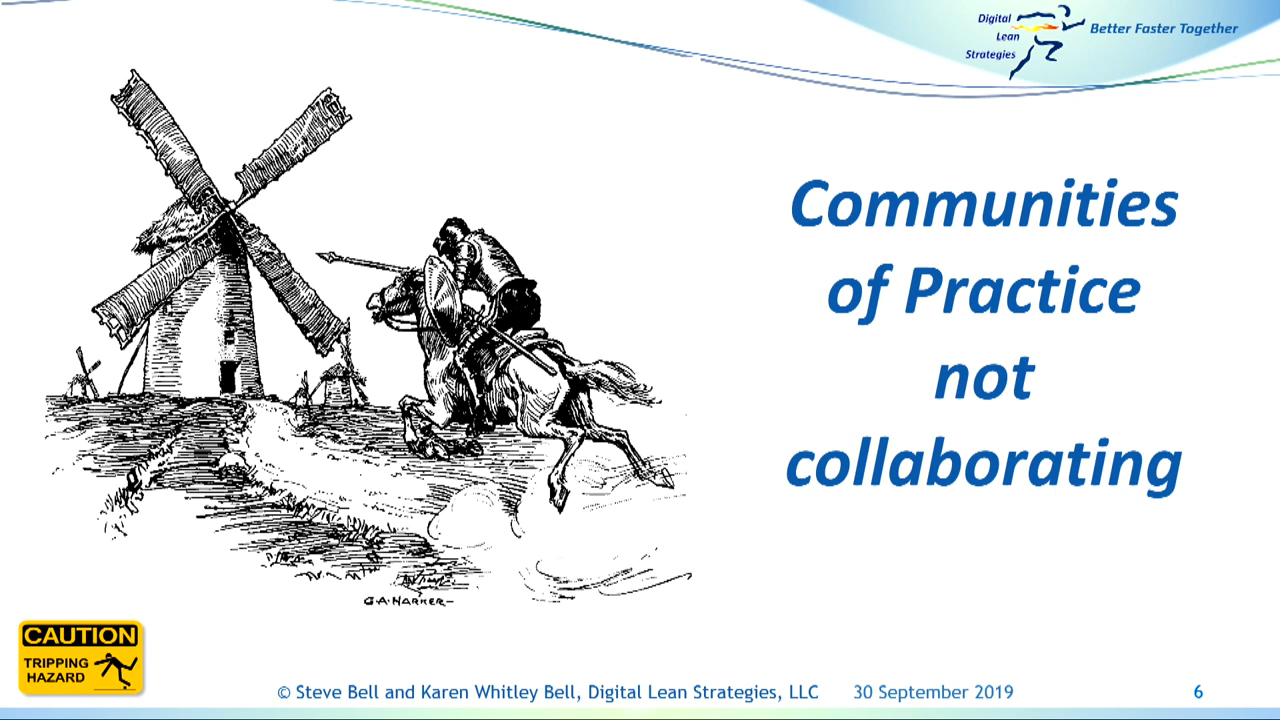 Digital
Lean
Strategies
Better Faster Together
Communities
of Practice
not
collaborating
G.A. HARKER—
CAUTION
TRIPPING
HAZARD
© Steve Bell and Karen Whitley Bell, Digital Lean Strategies, LLC 30 September 2019 6